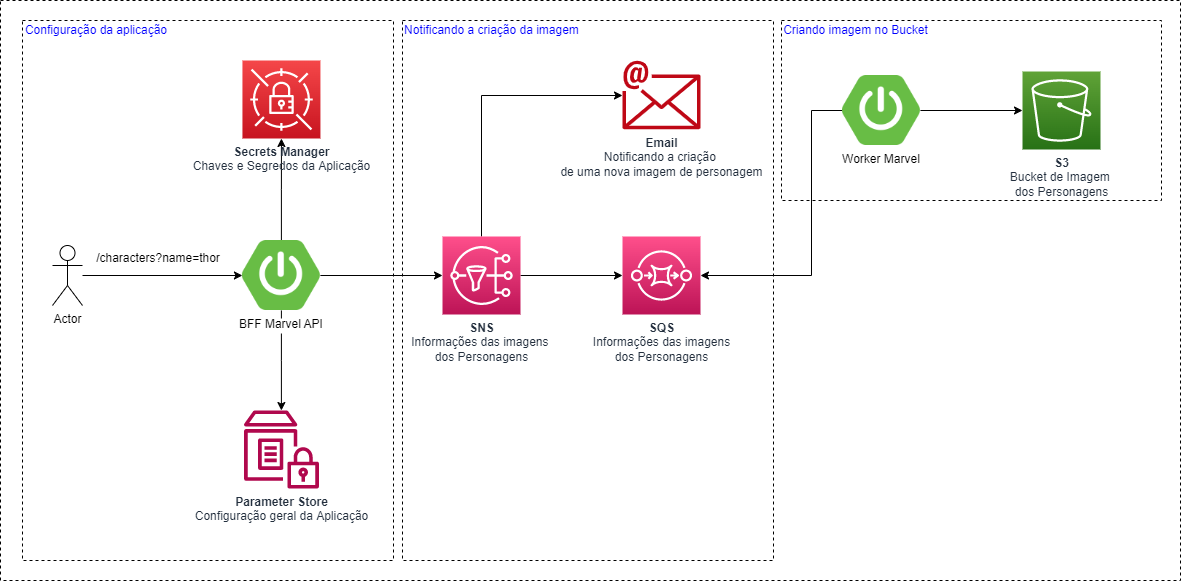 Configuração da aplicação
Secrets Manager
Chaves e Segredos da Aplicação
/characters?name=thor
Actor
BFF Marvel API
Parameter Store
Configuração geral da Aplicação
Notificando a criação da imagem
Email
Notificando a criação
de uma nova imagem de personagem
SNS
Informações das imagens
dos Personagens
SQS
Informações das imagens
dos Personagens
Criando imagem no Bucket
Worker Marvel
S3
Bucket de Imagem
dos Personagens